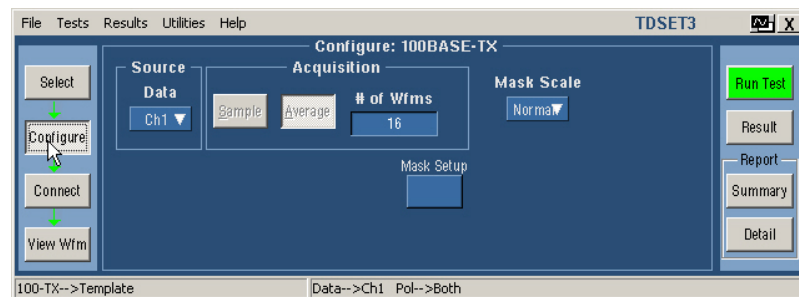 File Tests Results Utilities Help TDSET3 X
Configure: 100BASE-TX
Select
Configure
Connect
View Wfm
Source
Data
Ch1
Acquisition
Sample Average
# of Wfms
16
Mask Scale
Normal
Mask Setup
Run Test
Result
Report
Summary
Detail
100-TX-->Template Data-->Ch1 Pol-->Both